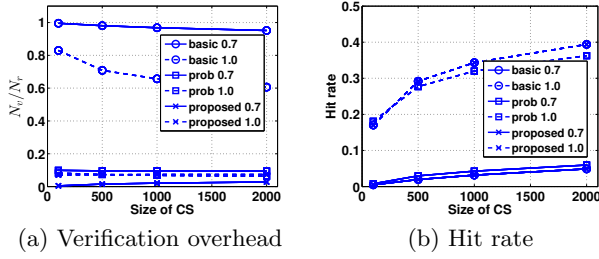 1
0.8
0.6
0.4
0.2
0
0 500 1000 1500 2000
N_v/N_r
Size of CS
basic 0.7
basic 1.0
prob 0.7
prob 1.0
proposed 0.7
proposed 1.0
(a) Verification overhead
0.5
0.4
0.3
0.2
0.1
0
0 500 1000 1500 2000
Hit rate
Size of CS
basic 0.7
basic 1.0
prob 0.7
prob 1.0
proposed 0.7
proposed 1.0
(b) Hit rate